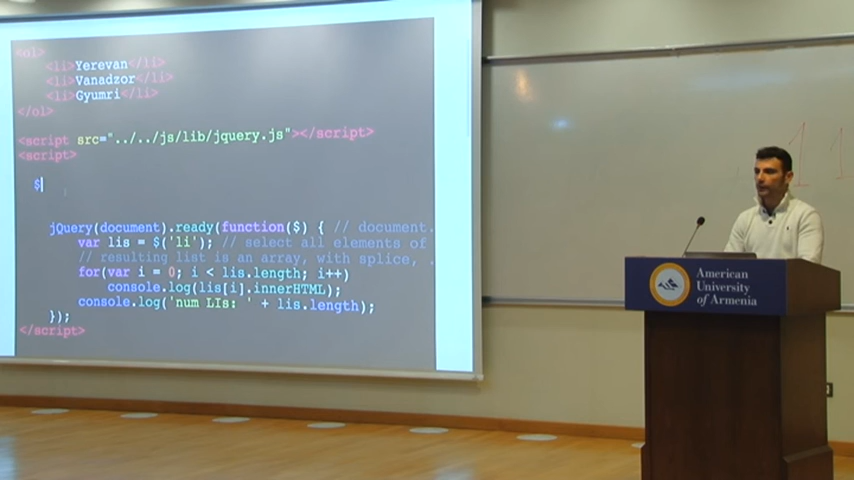 <ol>
<li>Yerevan</li>
<li>Vanadzor</li>
<li>Gyumri</li>
</ol>
<script src="../../js/lib/jquery.js"></script>
<script>
$
jQuery(document).ready(function($) { // document.
var lis = $('li'); // select all elements of
// resulting list is an array, with splice, .
for(var i = 0; i < lis.length; i++)
console.log(lis[i].innerHTML);
console.log('num LIs: ' + lis.length);
});
</script>
11
American
University
of Armenia